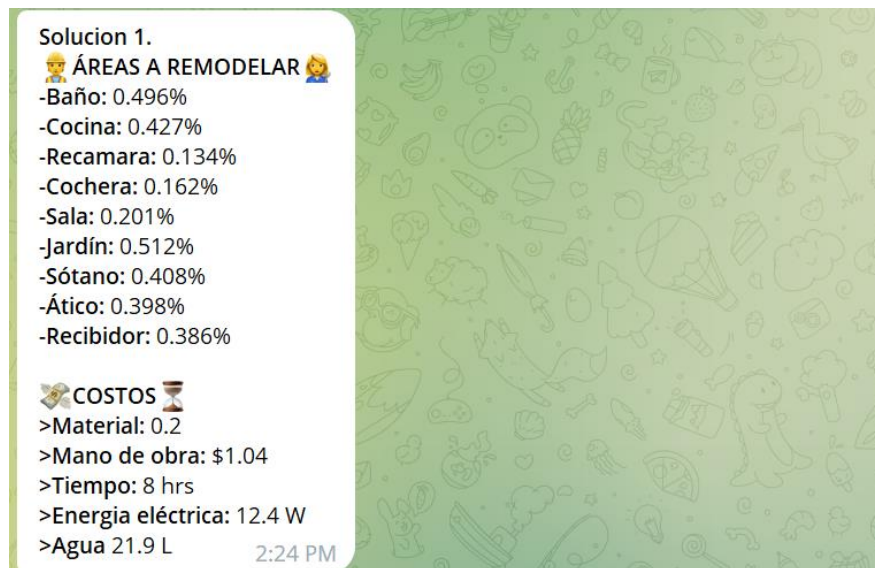 Solucion 1.
👷ÁREAS A REMODELAR👩‍🎨
-Baño: 0.496%
-Cocina: 0.427%
-Recamara: 0.134%
-Cochera: 0.162%
-Sala: 0.201%
-Jardín: 0.512%
-Sótano: 0.408%
-Ático: 0.398%
-Recibidor: 0.386%
💸COSTOS⏳
>Material: 0.2
>Mano de obra: $1.04
>Tiempo: 8 hrs
>Energia eléctrica: 12.4 W
>Agua 21.9 L
2:24 PM